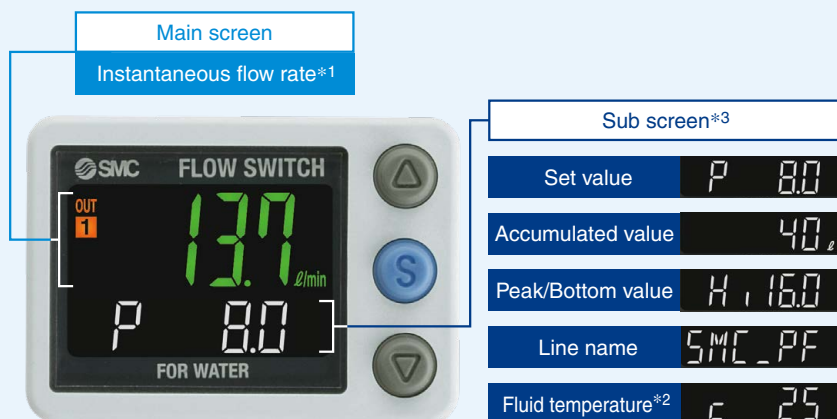 Main screen
Instantaneous flow rate*1
SMC FLOW SWITCH
OUT
1
13.7
ℓ/min
P 8.0
FOR WATER
S
Sub screen*3
Set value P 8.0
Accumulated value 40 ℓ
Peak/Bottom value Hi 16.0
Line name SMC_PF
Fluid temperature*2 c 25